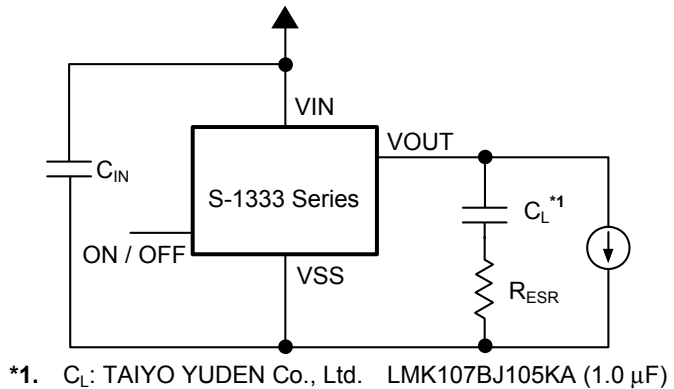 VIN
VOUT
C_IN
S-1333 Series
C_L*1
ON / OFF
VSS
R_ESR
*1. C_L: TAIYO YUDEN Co., Ltd. LMK107BJ105KA (1.0 μF)